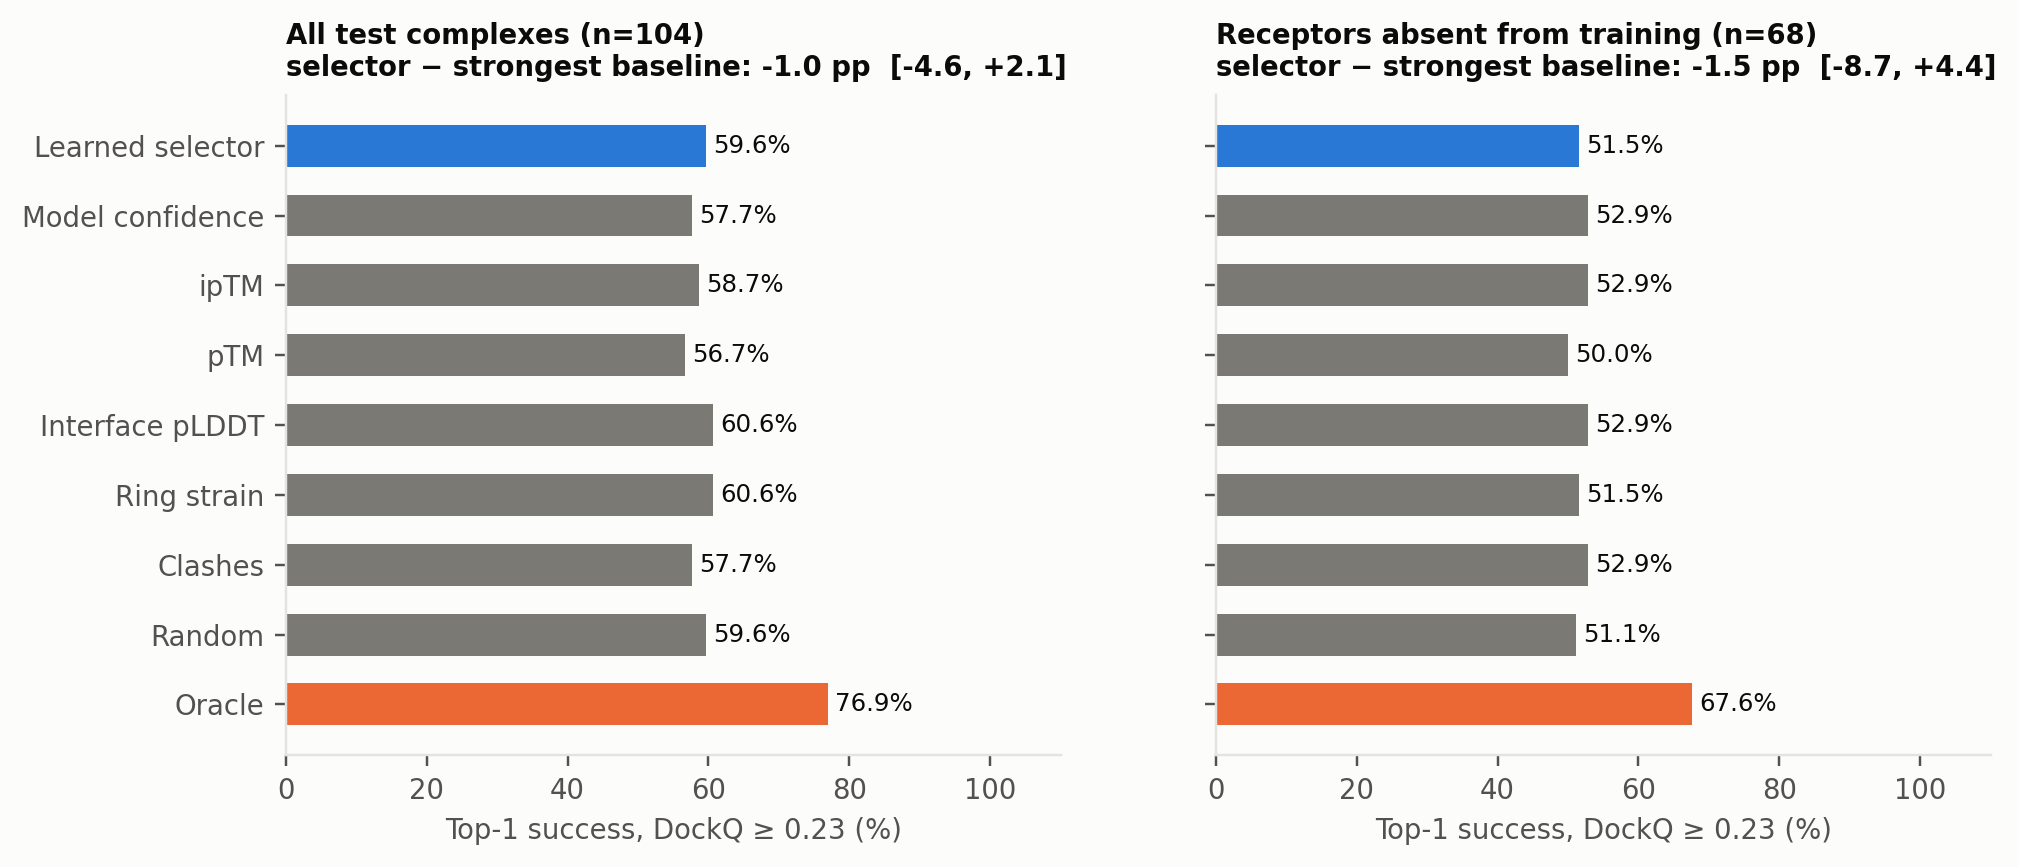 All test complexes (n=104)
selector − strongest baseline: -1.0 pp  [-4.6, +2.1]
Learned selector
59.6%
Model confidence
57.7%
ipTM
58.7%
pTM
56.7%
Interface pLDDT
60.6%
Ring strain
60.6%
Clashes
57.7%
Random
59.6%
Oracle
76.9%
0 20 40 60 80 100
Top-1 success, DockQ ≥ 0.23 (%)
Receptors absent from training (n=68)
selector − strongest baseline: -1.5 pp  [-8.7, +4.4]
51.5%
52.9%
52.9%
50.0%
52.9%
51.5%
52.9%
51.1%
67.6%
0 20 40 60 80 100
Top-1 success, DockQ ≥ 0.23 (%)